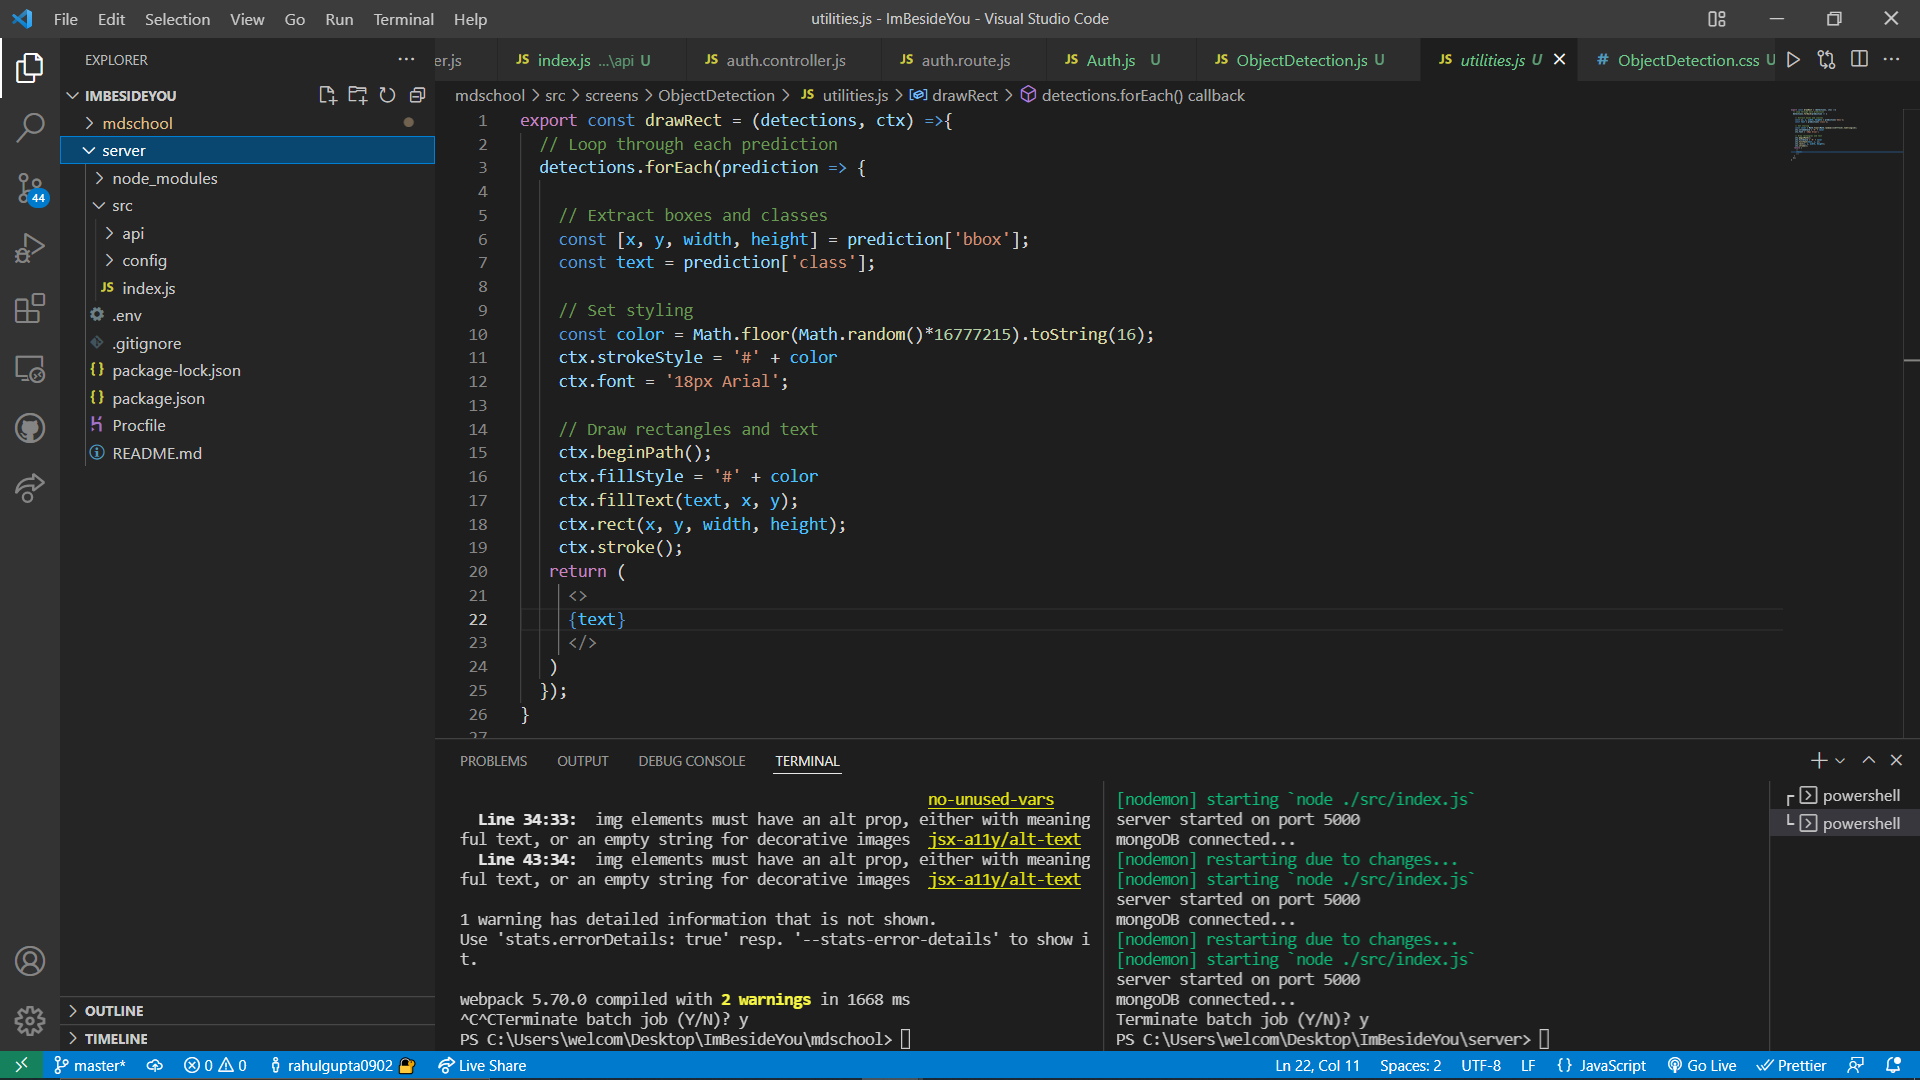 File Edit Selection View Go Run Terminal Help
utilities.js - ImBesideYou - Visual Studio Code
EXPLORER
IMBESIDEYOU
mdschool
server
node_modules
src
api
config
index.js
.env
.gitignore
package-lock.json
package.json
Procfile
README.md
OUTLINE
TIMELINE
44
er.js
JS index.js ...\api U
JS auth.controller.js
JS auth.route.js
JS Auth.js U
JS ObjectDetection.js U
JS utilities.js U
# ObjectDetection.css U
mdschool > src > screens > ObjectDetection > JS utilities.js > drawRect > detections.forEach() callback
1 export const drawRect = (detections, ctx) =>{
2 // Loop through each prediction
3 detections.forEach(prediction => {
4
5 // Extract boxes and classes
6 const [x, y, width, height] = prediction['bbox'];
7 const text = prediction['class'];
8
9 // Set styling
10 const color = Math.floor(Math.random()*16777215).toString(16);
11 ctx.strokeStyle = '#' + color
12 ctx.font = '18px Arial';
13
14 // Draw rectangles and text
15 ctx.beginPath();
16 ctx.fillStyle = '#' + color
17 ctx.fillText(text, x, y);
18 ctx.rect(x, y, width, height);
19 ctx.stroke();
20 return (
21 <>
22 {text}
23 </>
24 )
25 });
26 }
27
PROBLEMS OUTPUT DEBUG CONSOLE TERMINAL
no-unused-vars
Line 34:33: img elements must have an alt prop, either with meaning
ful text, or an empty string for decorative images jsx-a11y/alt-text
Line 43:34: img elements must have an alt prop, either with meaning
ful text, or an empty string for decorative images jsx-a11y/alt-text
1 warning has detailed information that is not shown.
Use 'stats.errorDetails: true' resp. '--stats-error-details' to show i
t.
webpack 5.70.0 compiled with 2 warnings in 1668 ms
^C^CTerminate batch job (Y/N)? y
PS C:\Users\welcom\Desktop\ImBesideYou\mdschool>
[nodemon] starting `node ./src/index.js`
server started on port 5000
mongoDB connected...
[nodemon] restarting due to changes...
[nodemon] starting `node ./src/index.js`
server started on port 5000
mongoDB connected...
[nodemon] restarting due to changes...
[nodemon] starting `node ./src/index.js`
server started on port 5000
mongoDB connected...
Terminate batch job (Y/N)? y
PS C:\Users\welcom\Desktop\ImBesideYou\server>
powershell
powershell
master* 0 0 rahulgupta0902 Live Share
Ln 22, Col 11 Spaces: 2 UTF-8 LF {} JavaScript Go Live Prettier